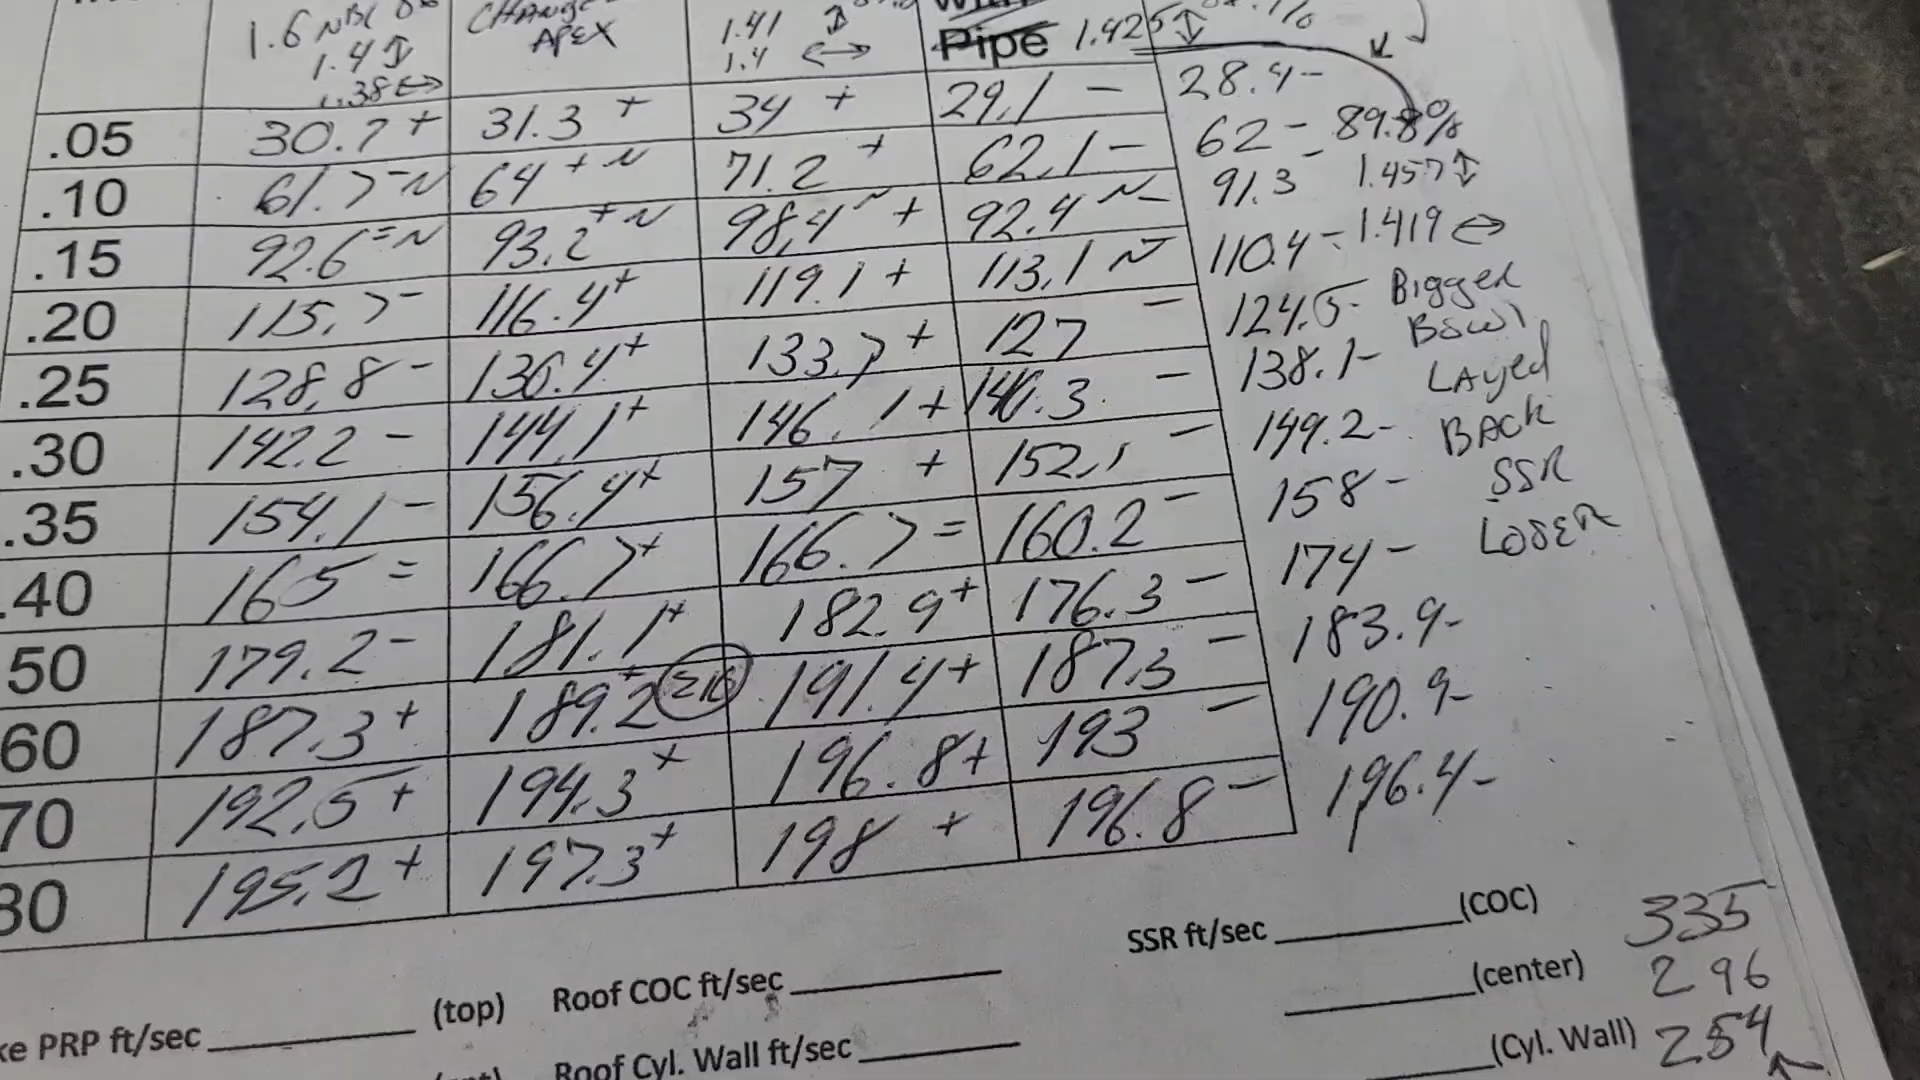 1.6 NBL
1.4 ↕
1.38 ↔
CHANGE
APEX
1.41 ↕
1.4 ↔
Pipe 1.425 ↕
.05 30.7 + 31.3 + 34 + 29.1 - 28.4 -
.10 61.7 - N 64 + N 71.2 + 62.1 - 62 - 89.8%
.15 92.6 = N 93.2 + N 98.4 N + 92.4 N - 91.3 - 1.457 ↕
.20 115.7 - 116.4 + 119.1 + 113.1 N 110.4 - 1.419 ↔
.25 128.8 - 130.4 + 133.7 + 127 - 124.5 - Bigger
Bowl
.30 142.2 - 144.1 + 146.1 + 140.3 - 138.1 - LAyed
.35 154.1 - 156.4 + 157 + 152.1 - 149.2 - BACK
.40 165 = 166.7 + 166.7 = 160.2 - 158 - SSR
50 179.2 - 181.1 + 182.9 + 176.3 - 174 - LOSER
60 187.3 + 189.2 + 191.4 + 187.3 - 183.9 -
70 192.5 + 194.3 + 196.8 + 193 - 190.9 -
80 195.2 + 197.3 + 198 + 196.8 - 196.4 -
SSR ft/sec (COC) 335
(center) 296
(Cyl. Wall) 254
ke PRP ft/sec (top) Roof COC ft/sec
Roof Cyl. Wall ft/sec